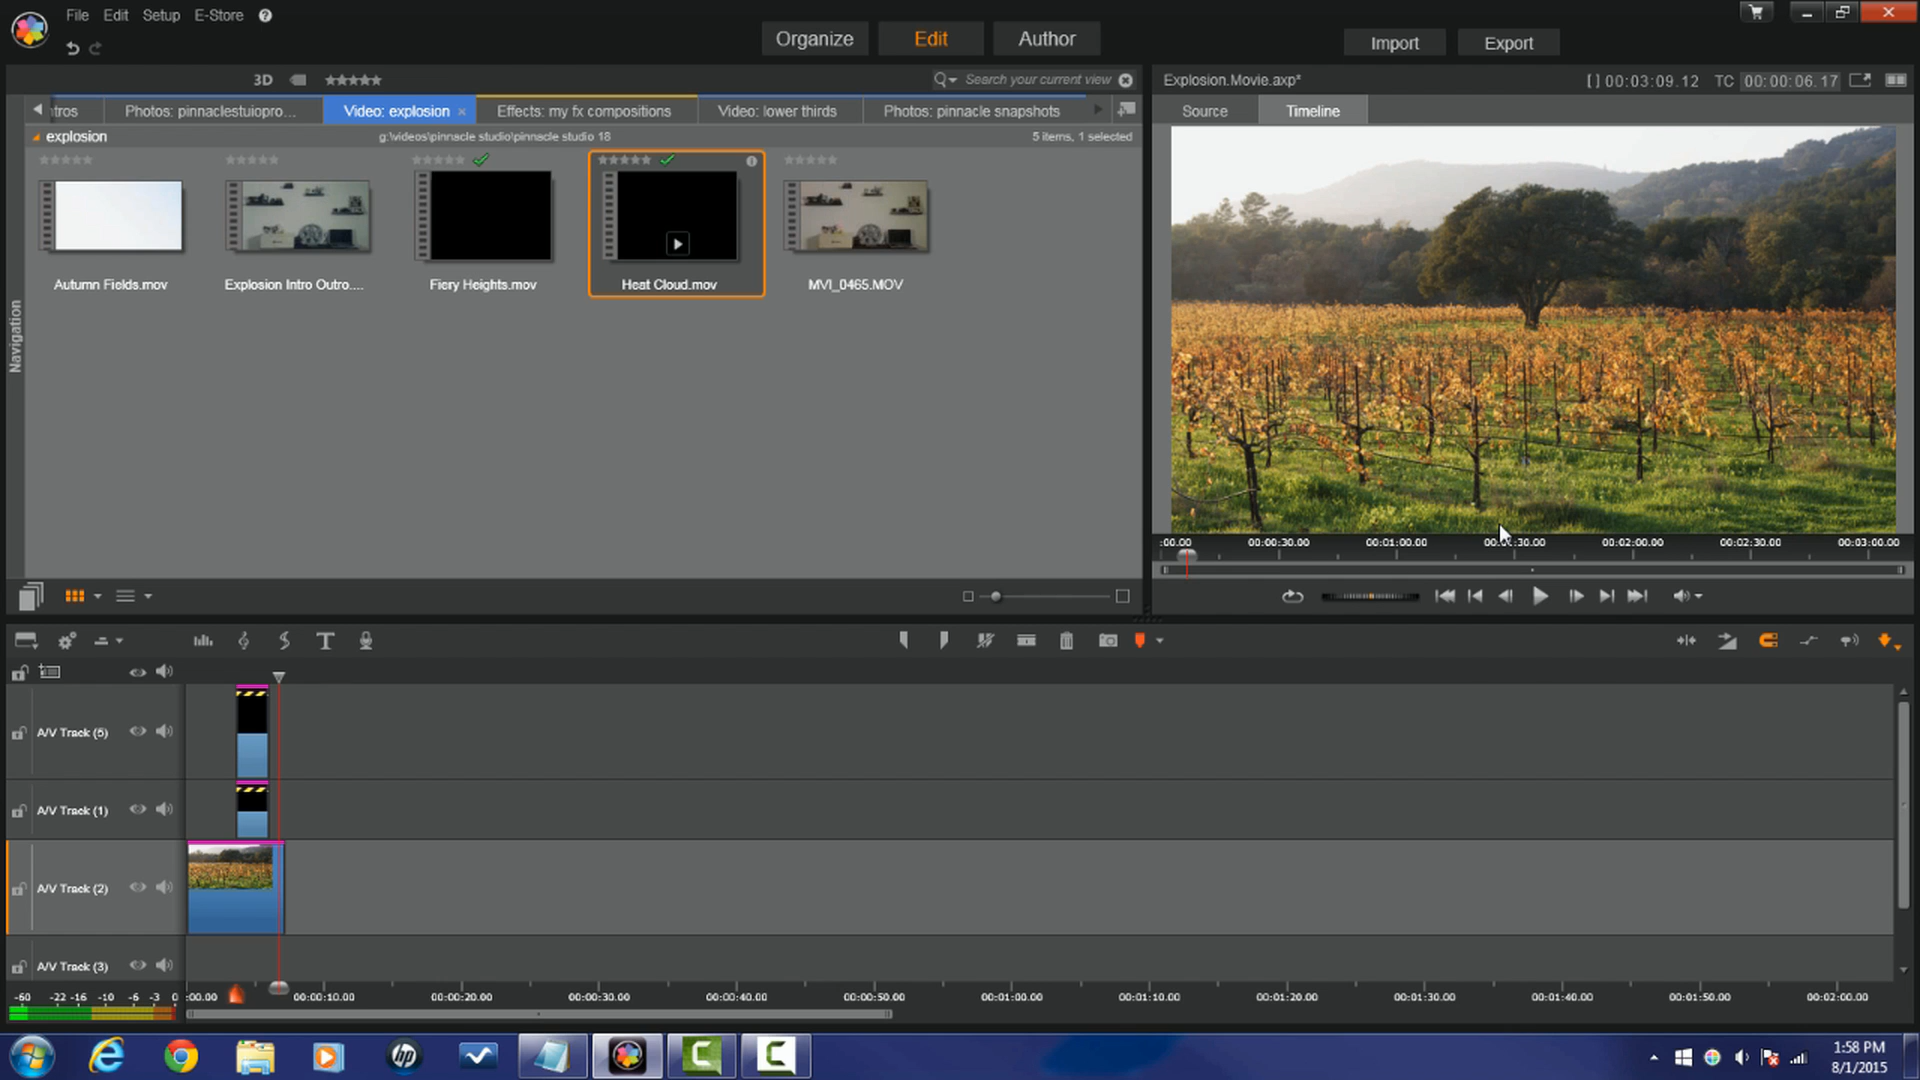 File Edit Setup E-Store ?
Organize Edit Author
Import Export
3D
Search your current view
Explosion.Movie.axp*
[ ] 00:03:09.12 TC 00:00:06.17
ntros
Photos: pinnaclestuiopro...
Video: explosion
Effects: my fx compositions
Video: lower thirds
Photos: pinnacle snapshots
Source Timeline
explosion
g:\videos\pinnacle studio\pinnacle studio 18
5 items, 1 selected
Autumn Fields.mov
Explosion Intro Outro....
Fiery Heights.mov
Heat Cloud.mov
MVI_0465.MOV
Navigation
:00.00 00:00:30.00 00:01:00.00 00:01:30.00 00:02:00.00 00:02:30.00 00:03:00.00
A/V Track (5)
A/V Track (1)
A/V Track (2)
A/V Track (3)
-60 -22 -16 -10 -6 -3 0
:00.00 00:00:10.00 00:00:20.00 00:00:30.00 00:00:40.00 00:00:50.00 00:01:00.00 00:01:10.00 00:01:20.00 00:01:30.00 00:01:40.00 00:01:50.00 00:02:00.00
hp
1:58 PM
8/1/2015